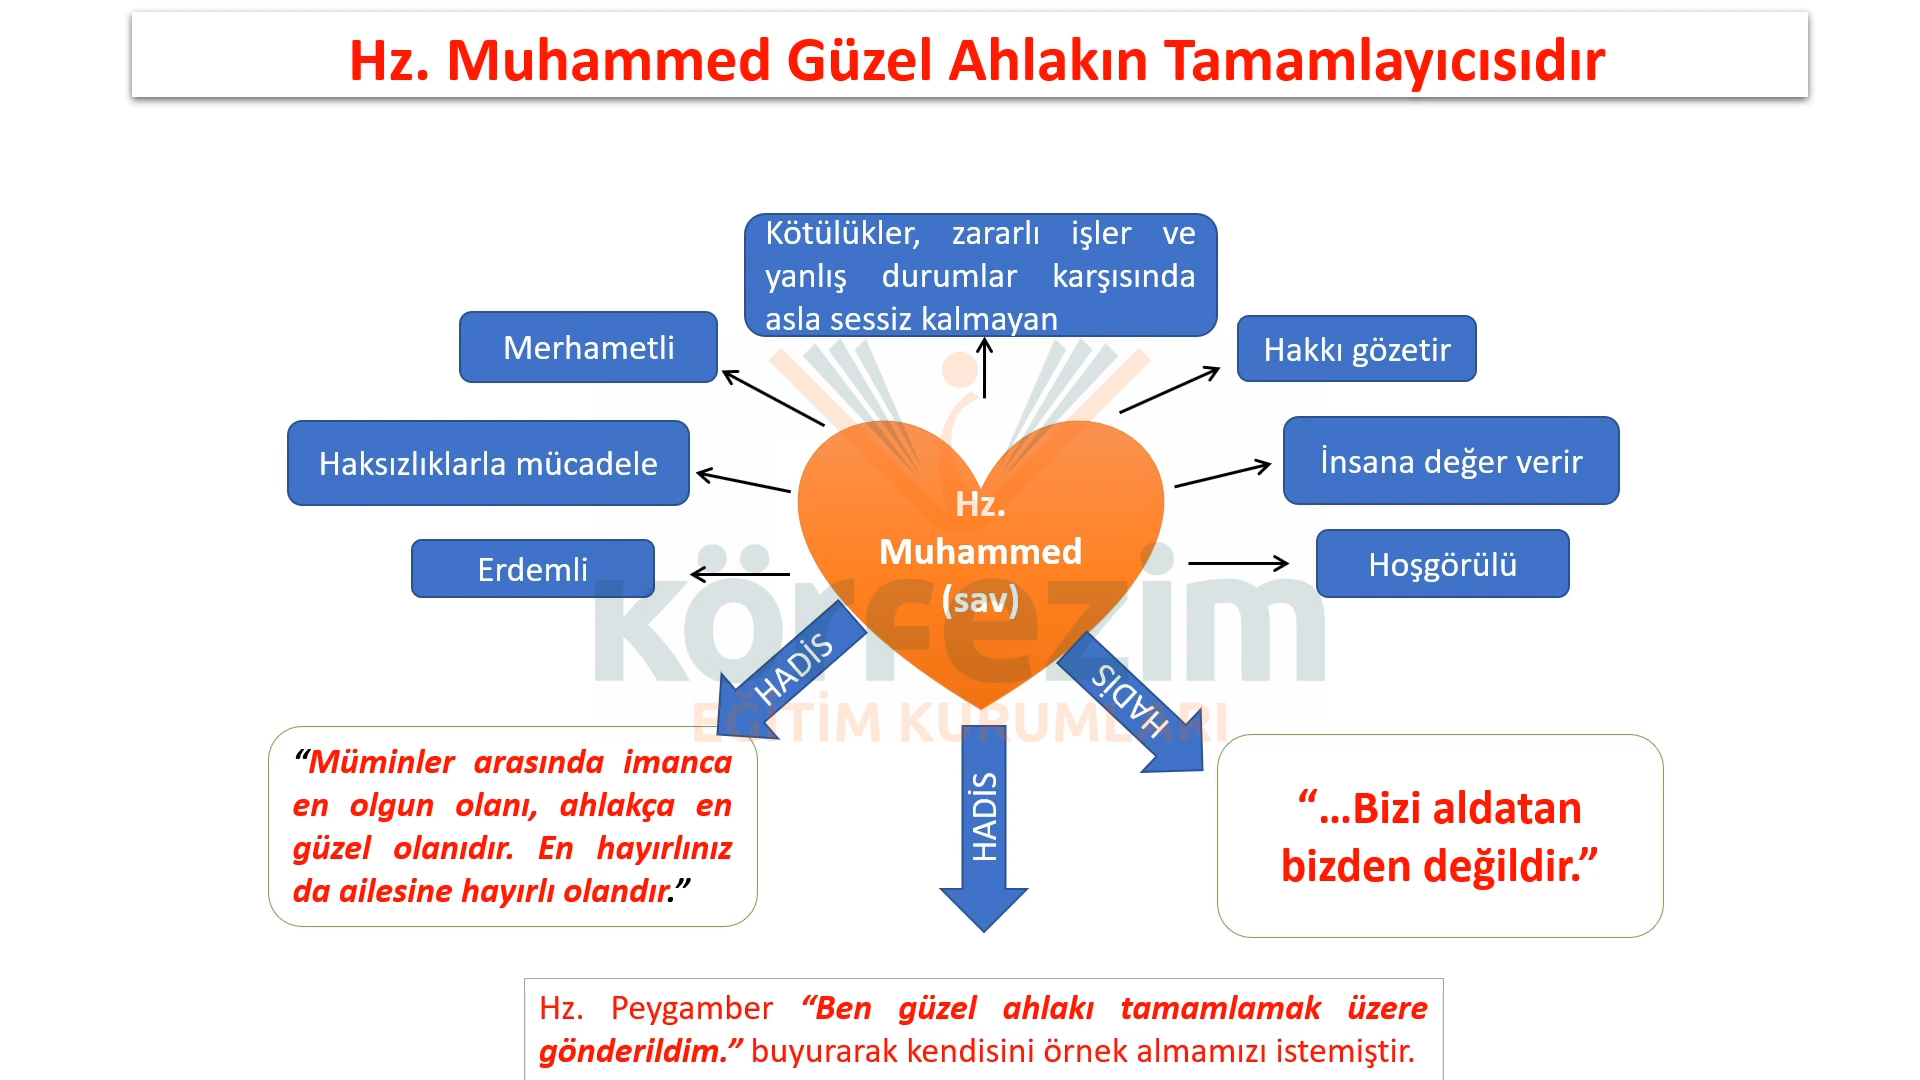 Hz. Muhammed Güzel Ahlakın Tamamlayıcısıdır
Kötülükler, zararlı işler ve
yanlış durumlar karşısında
asla sessiz kalmayan
Merhametli
Hakkı gözetir
Haksızlıklarla mücadele
İnsana değer verir
Erdemli
Hoşgörülü
Hz.
Muhammed
(sav)
körfezim
EĞİTİM KURUMLARI
HADİS
HADİS
HADİS
“Müminler arasında imanca
en olgun olanı, ahlakça en
güzel olanıdır. En hayırlınız
da ailesine hayırlı olandır.”
“...Bizi aldatan
bizden değildir.”
Hz. Peygamber “Ben güzel ahlakı tamamlamak üzere
gönderildim.” buyurarak kendisini örnek almamızı istemiştir.